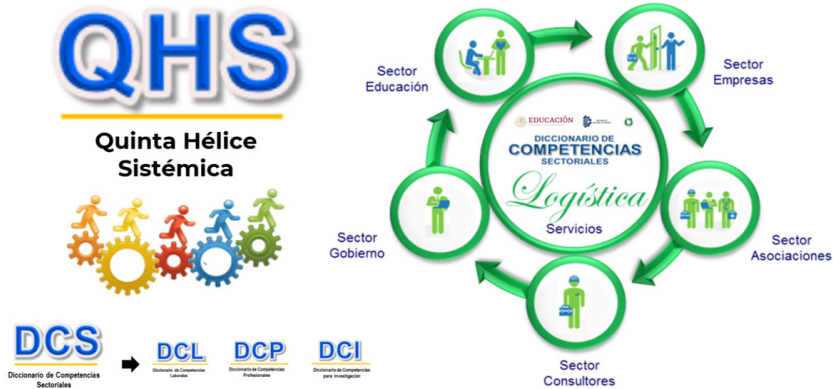 QHS
Quinta Hélice
Sistémica
DCS
Diccionario de Competencias
Sectoriales
DCL
Diccionario de Competencias
Laborales
DCP
Diccionario de Competencias
Profesionales
DCI
Diccionario de Competencias
para Investigación
Sector
Educación
Sector
Empresas
EDUCACIÓN
DICCIONARIO DE
COMPETENCIAS
SECTORIALES
Logística
Servicios
Sector
Gobierno
Sector
Asociaciones
Sector
Consultores